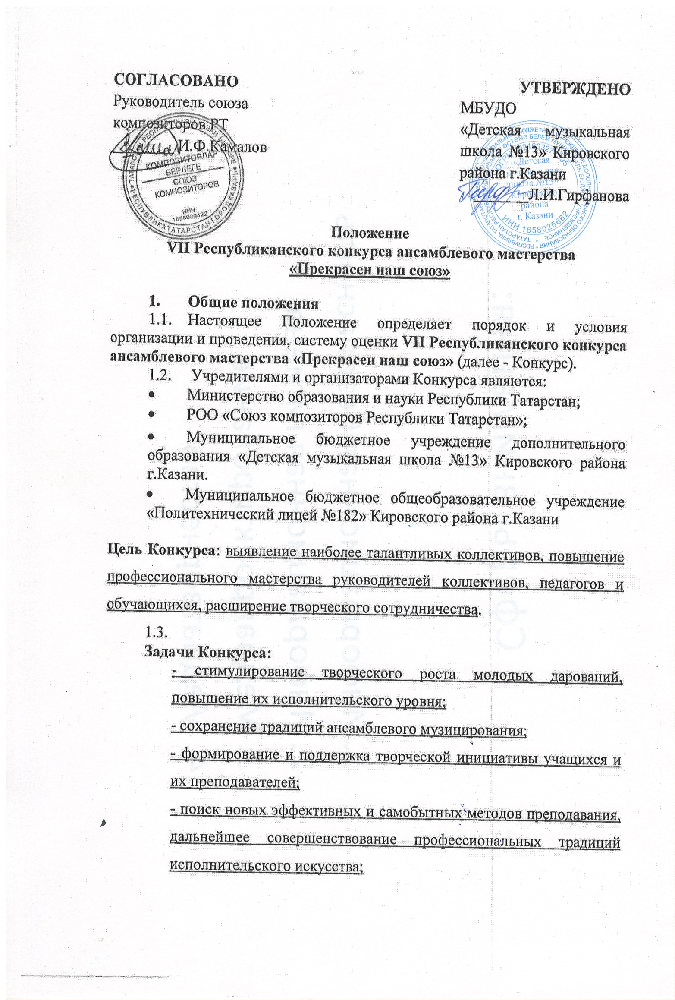 СОГЛАСОВАНО
Руководитель союза
композиторов РТ
И.Ф.Камалов
КОМПОЗИТОРЛАР
БЕРЛЕГЕ
СОЮЗ
КОМПОЗИТОРОВ
ИНН
1655009422
РЕСПУБЛИКА ТАТАРСТАН ГОРОД КАЗАНЬ
УТВЕРЖДЕНО
МБУДО
«Детская музыкальная
школа №13» Кировского
района г.Казани
Л.И.Гирфанова
«Детская
школа №13»
Кировского
района
г. Казани
ИНН 1658025662
Положение
VII Республиканского конкурса ансамблевого мастерства
«Прекрасен наш союз»
1. Общие положения
1.1. Настоящее Положение определяет порядок и условия
организации и проведения, систему оценки VII Республиканского конкурса
ансамблевого мастерства «Прекрасен наш союз» (далее - Конкурс).
1.2. Учредителями и организаторами Конкурса являются:
• Министерство образования и науки Республики Татарстан;
• РОО «Союз композиторов Республики Татарстан»;
• Муниципальное бюджетное учреждение дополнительного
образования «Детская музыкальная школа №13» Кировского района
г.Казани.
• Муниципальное бюджетное общеобразовательное учреждение
«Политехнический лицей №182» Кировского района г.Казани
Цель Конкурса: выявление наиболее талантливых коллективов, повышение
профессионального мастерства руководителей коллективов, педагогов и
обучающихся, расширение творческого сотрудничества.
1.3.
Задачи Конкурса:
- стимулирование творческого роста молодых дарований,
повышение их исполнительского уровня;
- сохранение традиций ансамблевого музицирования;
- формирование и поддержка творческой инициативы учащихся и
их преподавателей;
- поиск новых эффективных и самобытных методов преподавания,
дальнейшее совершенствование профессиональных традиций
исполнительского искусства;